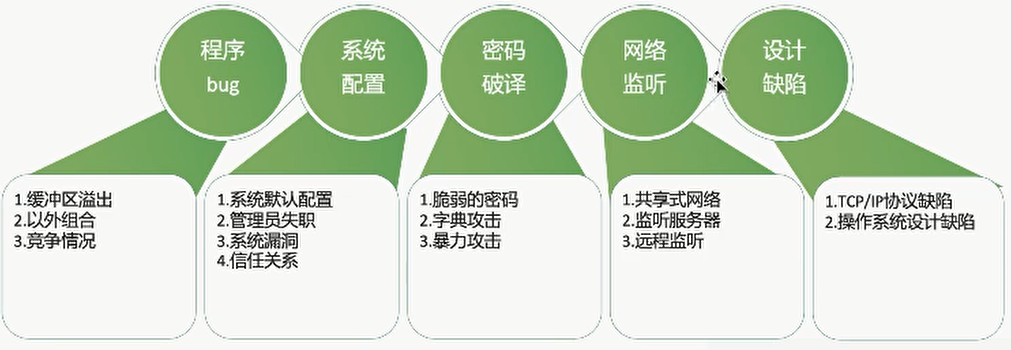 程序
bug
系统
配置
密码
破译
网络
监听
设计
缺陷
1.缓冲区溢出
2.以外组合
3.竞争情况
1.系统默认配置
2.管理员失职
3.系统漏洞
4.信任关系
1.脆弱的密码
2.字典攻击
3.暴力攻击
1.共享式网络
2.监听服务器
3.远程监听
1.TCP/IP协议缺陷
2.操作系统设计缺陷